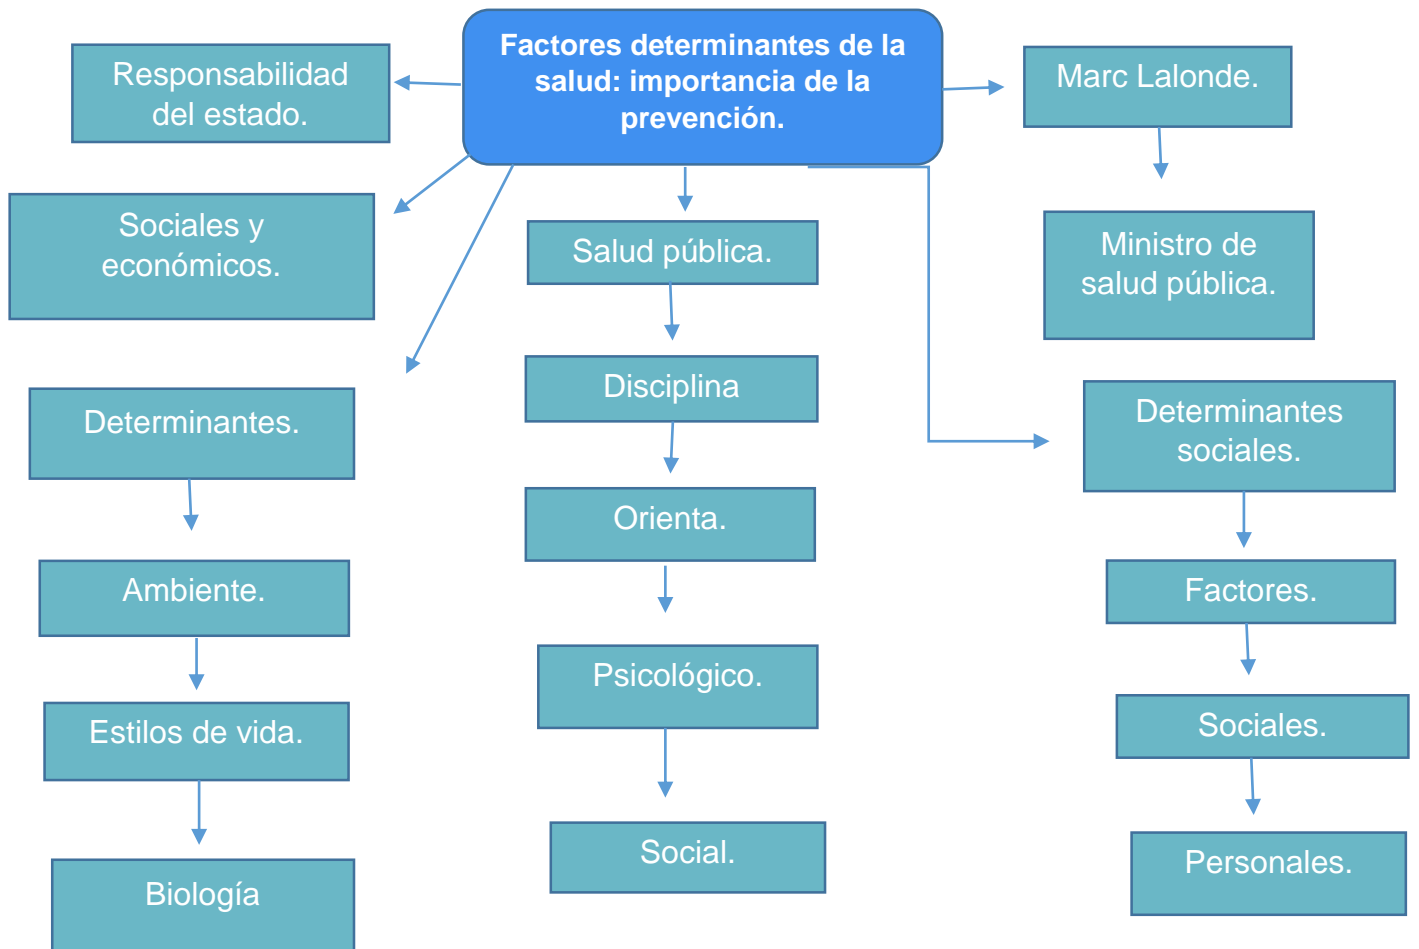 Factores determinantes de la
salud: importancia de la
prevención.
Responsabilidad
del estado.
Marc Lalonde.
Sociales y
económicos.
Salud pública.
Ministro de
salud pública.
Determinantes.
Disciplina
Determinantes
sociales.
Orienta.
Ambiente.
Factores.
Psicológico.
Estilos de vida.
Sociales.
Social.
Personales.
Biología